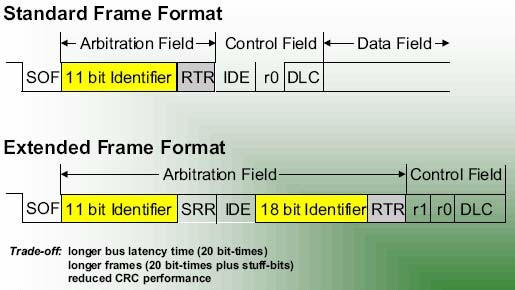 Standard Frame Format
Arbitration Field Control Field Data Field
SOF 11 bit Identifier RTR IDE r0 DLC
Extended Frame Format
Arbitration Field Control Field
SOF 11 bit Identifier SRR IDE 18 bit Identifier RTR r1 r0 DLC
Trade-off: longer bus latency time (20 bit-times)
longer frames (20 bit-times plus stuff-bits)
reduced CRC performance